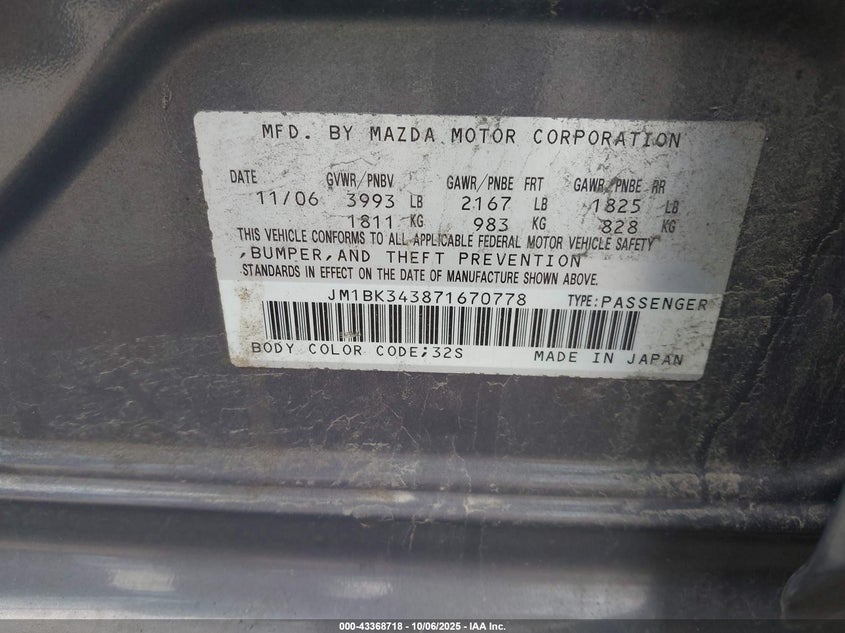 MFD. BY MAZDA MOTOR CORPORATION
DATE GVWR/PNBV GAWR/PNBE FRT GAWR/PNBE RR
11/06 3993 LB 2167 LB 1825 LB
1811 KG 983 KG 828 KG
THIS VEHICLE CONFORMS TO ALL APPLICABLE FEDERAL MOTOR VEHICLE SAFETY
,BUMPER,AND THEFT PREVENTION
STANDARDS IN EFFECT ON THE DATE OF MANUFACTURE SHOWN ABOVE.
JM1BK343871670778 TYPE:PASSENGER
BODY COLOR CODE;32S MADE IN JAPAN
000-43368718 - 10/06/2025 - IAA Inc.